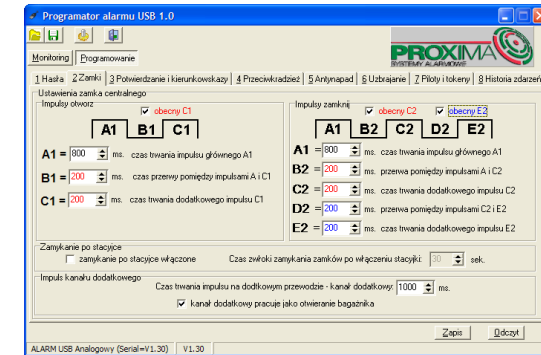 Programator alarmu USB 1.0
PROXIMA
SYSTEMY ALARMOWE
Monitoring Programowanie
1 Hasła 2 Zamki 3 Potwierdzanie i kierunkowskazy 4 Przeciwkradzież 5 Antynapad 6 Uzbrajanie 7 Piloty i tokeny 8 Historia zdarzeń
Ustawienia zamka centralnego
Impulsy otworz
obecny C1
A1 B1 C1
A1 = 800 ms. czas trwania impulsu głównego A1
B1 = 200 ms. czas przerwy pomiędzy impulsami A i C1
C1 = 200 ms. czas trwania dodatkowego impulsu C1
Impulsy zamknij
obecny C2 obecny E2
A1 B2 C2 D2 E2
A1 = 800 ms. czas trwania impulsu głównego A1
B2 = 200 ms. przerwa pomiędzy impulsami A i C2
C2 = 200 ms. czas trwania dodatkowego impulsu C2
D2 = 200 ms. przerwa pomiędzy impulsami C2 i E2
E2 = 200 ms. czas trwania dodatkowego impulsu E2
Zamykanie po stacyjce
zamykanie po stacyjce włączone Czas zwłoki zamykania zamków po włączeniu stacyjki: 30 sek.
Impuls kanału dodatkowego
Czas trwania impulsu na dodtkowym przewodzie - kanał dodatkowy: 1000 ms.
kanał dodatkowy pracuje jako otwieranie bagażnika
Zapis Odczyt
ALARM USB Analogowy (Serial=V1.30) V1.30